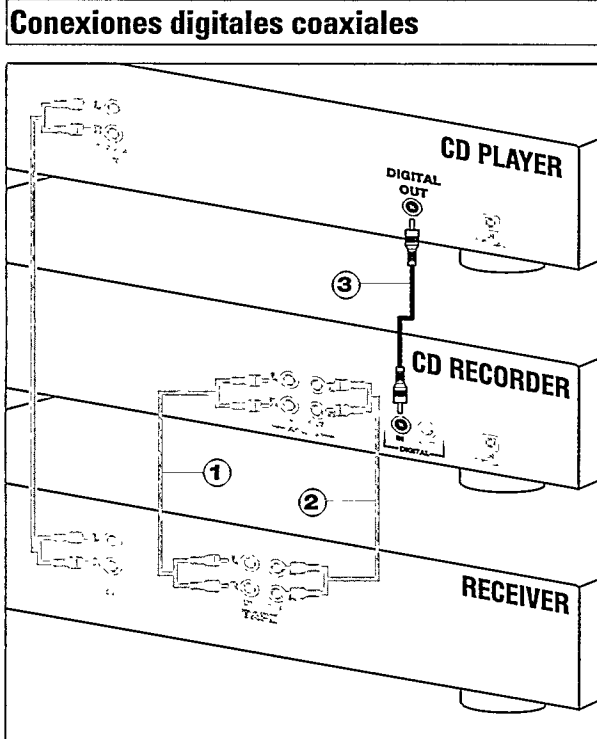 Conexiones digitales coaxiales
L
R
CD PLAYER
DIGITAL
OUT
3
CD RECORDER
L
R
IN
DIGITAL
1
2
L
R
L
R
TAPE
RECEIVER